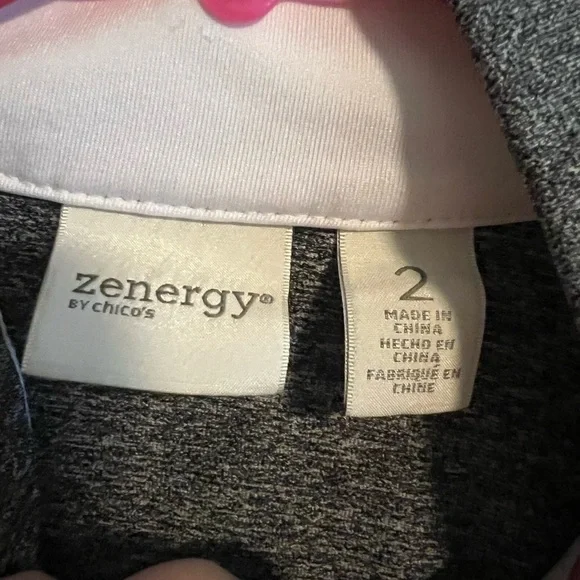 zenergy®
BY chico's
2
MADE IN
CHINA
HECHO EN
CHINA
FABRIQUÉ EN
CHINE